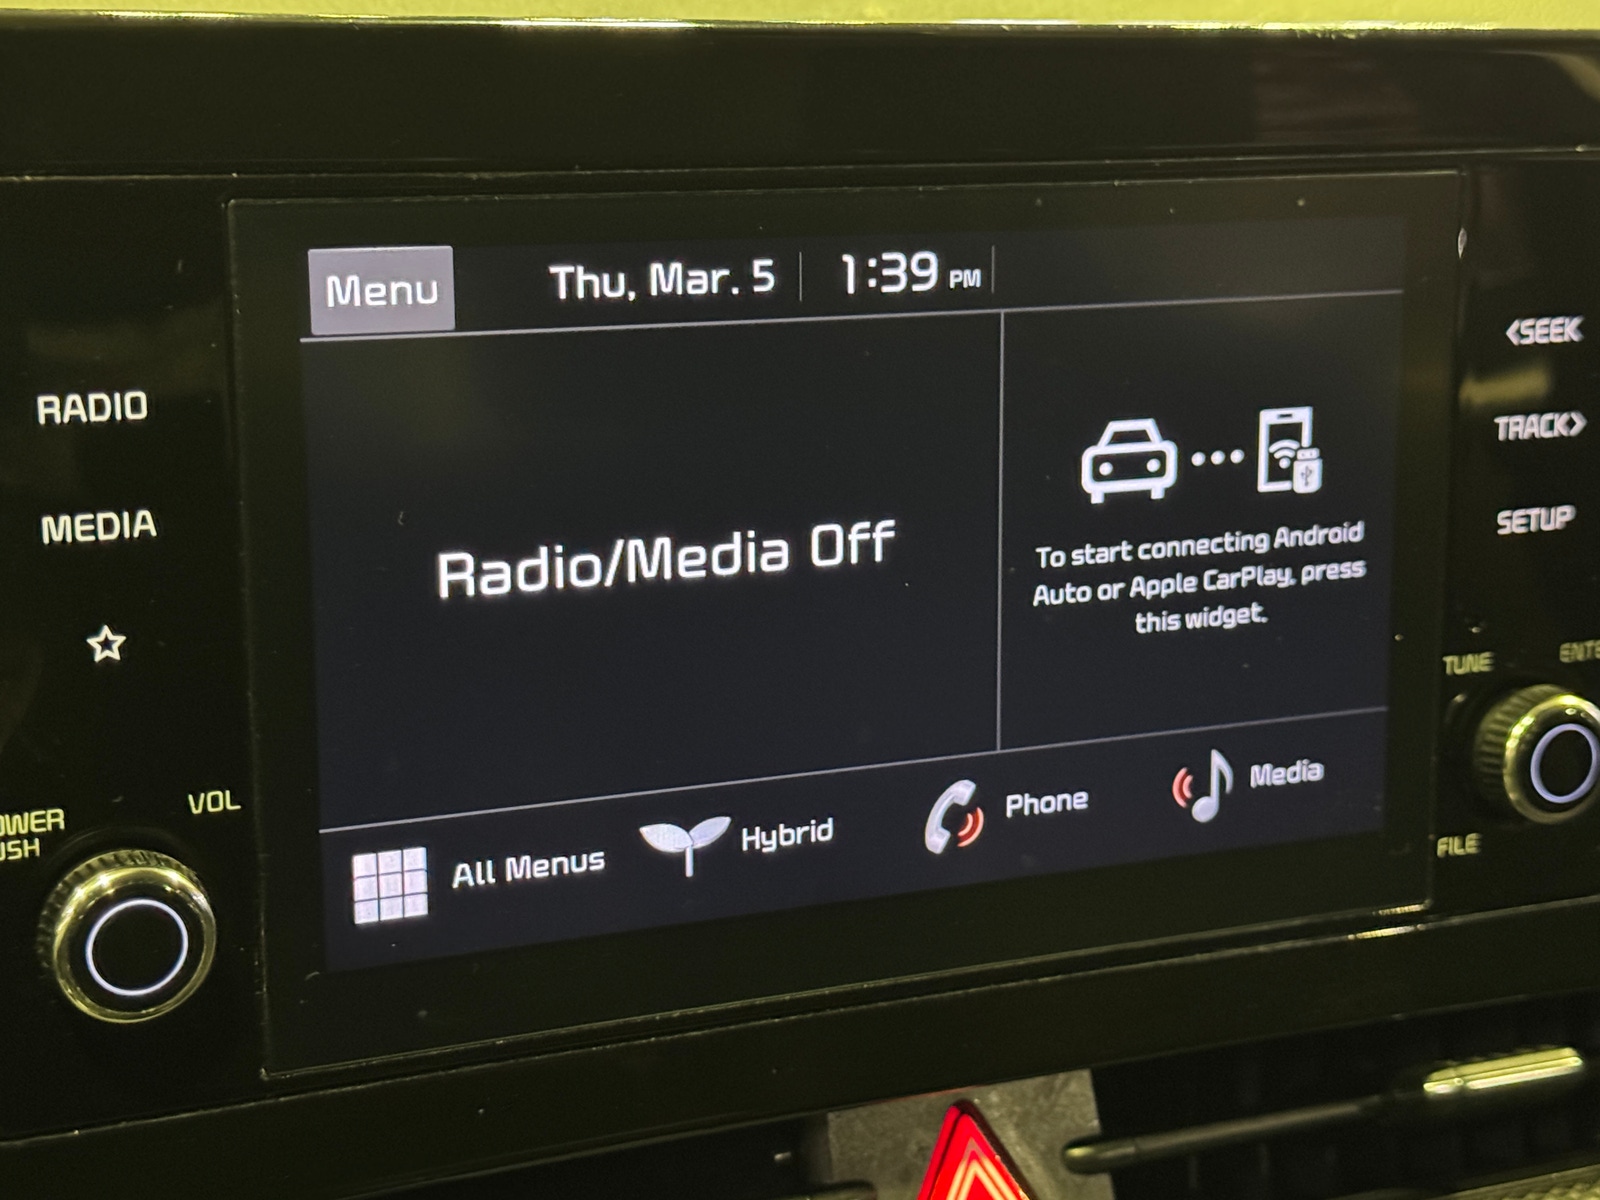 Menu
Thu, Mar. 5
1:39 PM
RADIO
MEDIA
VOL
Radio/Media Off
To start connecting Android
Auto or Apple CarPlay, press
this widget.
All Menus
Hybrid
Phone
Media
<SEEK
TRACK>
SETUP
TUNE
FILE